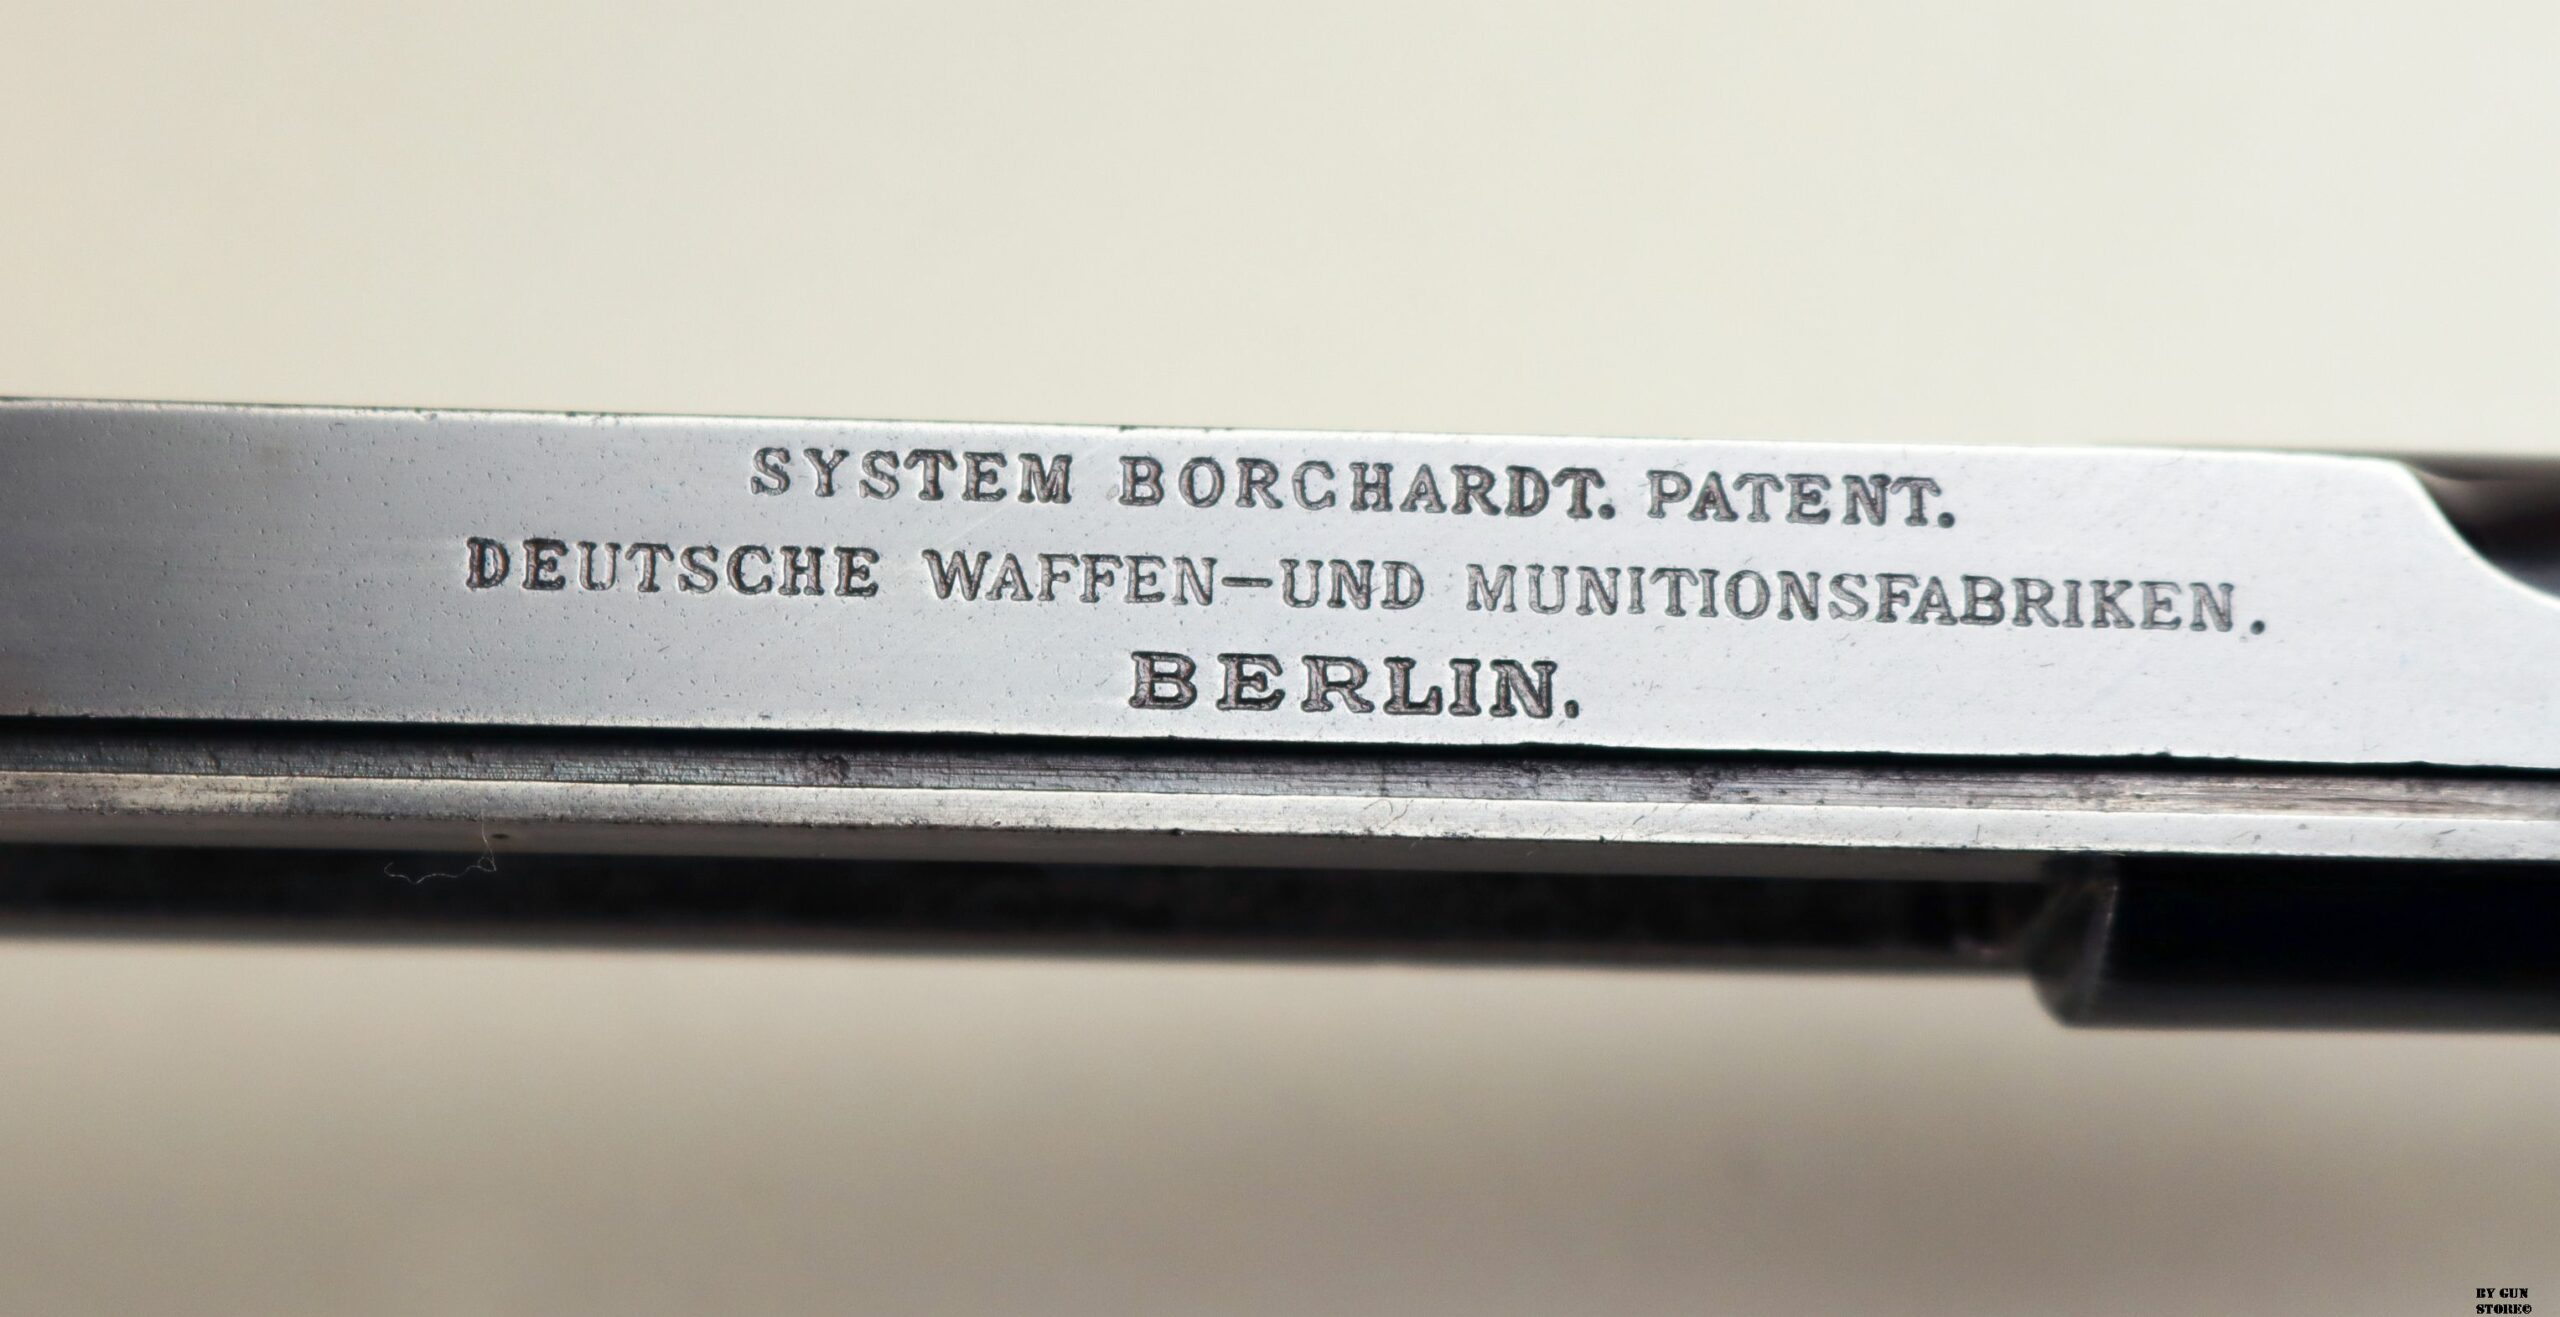 SYSTEM BORCHARDT. PATENT.
DEUTSCHE WAFFEN–UND MUNITIONSFABRIKEN.
BERLIN.
BY GUN
STORE©